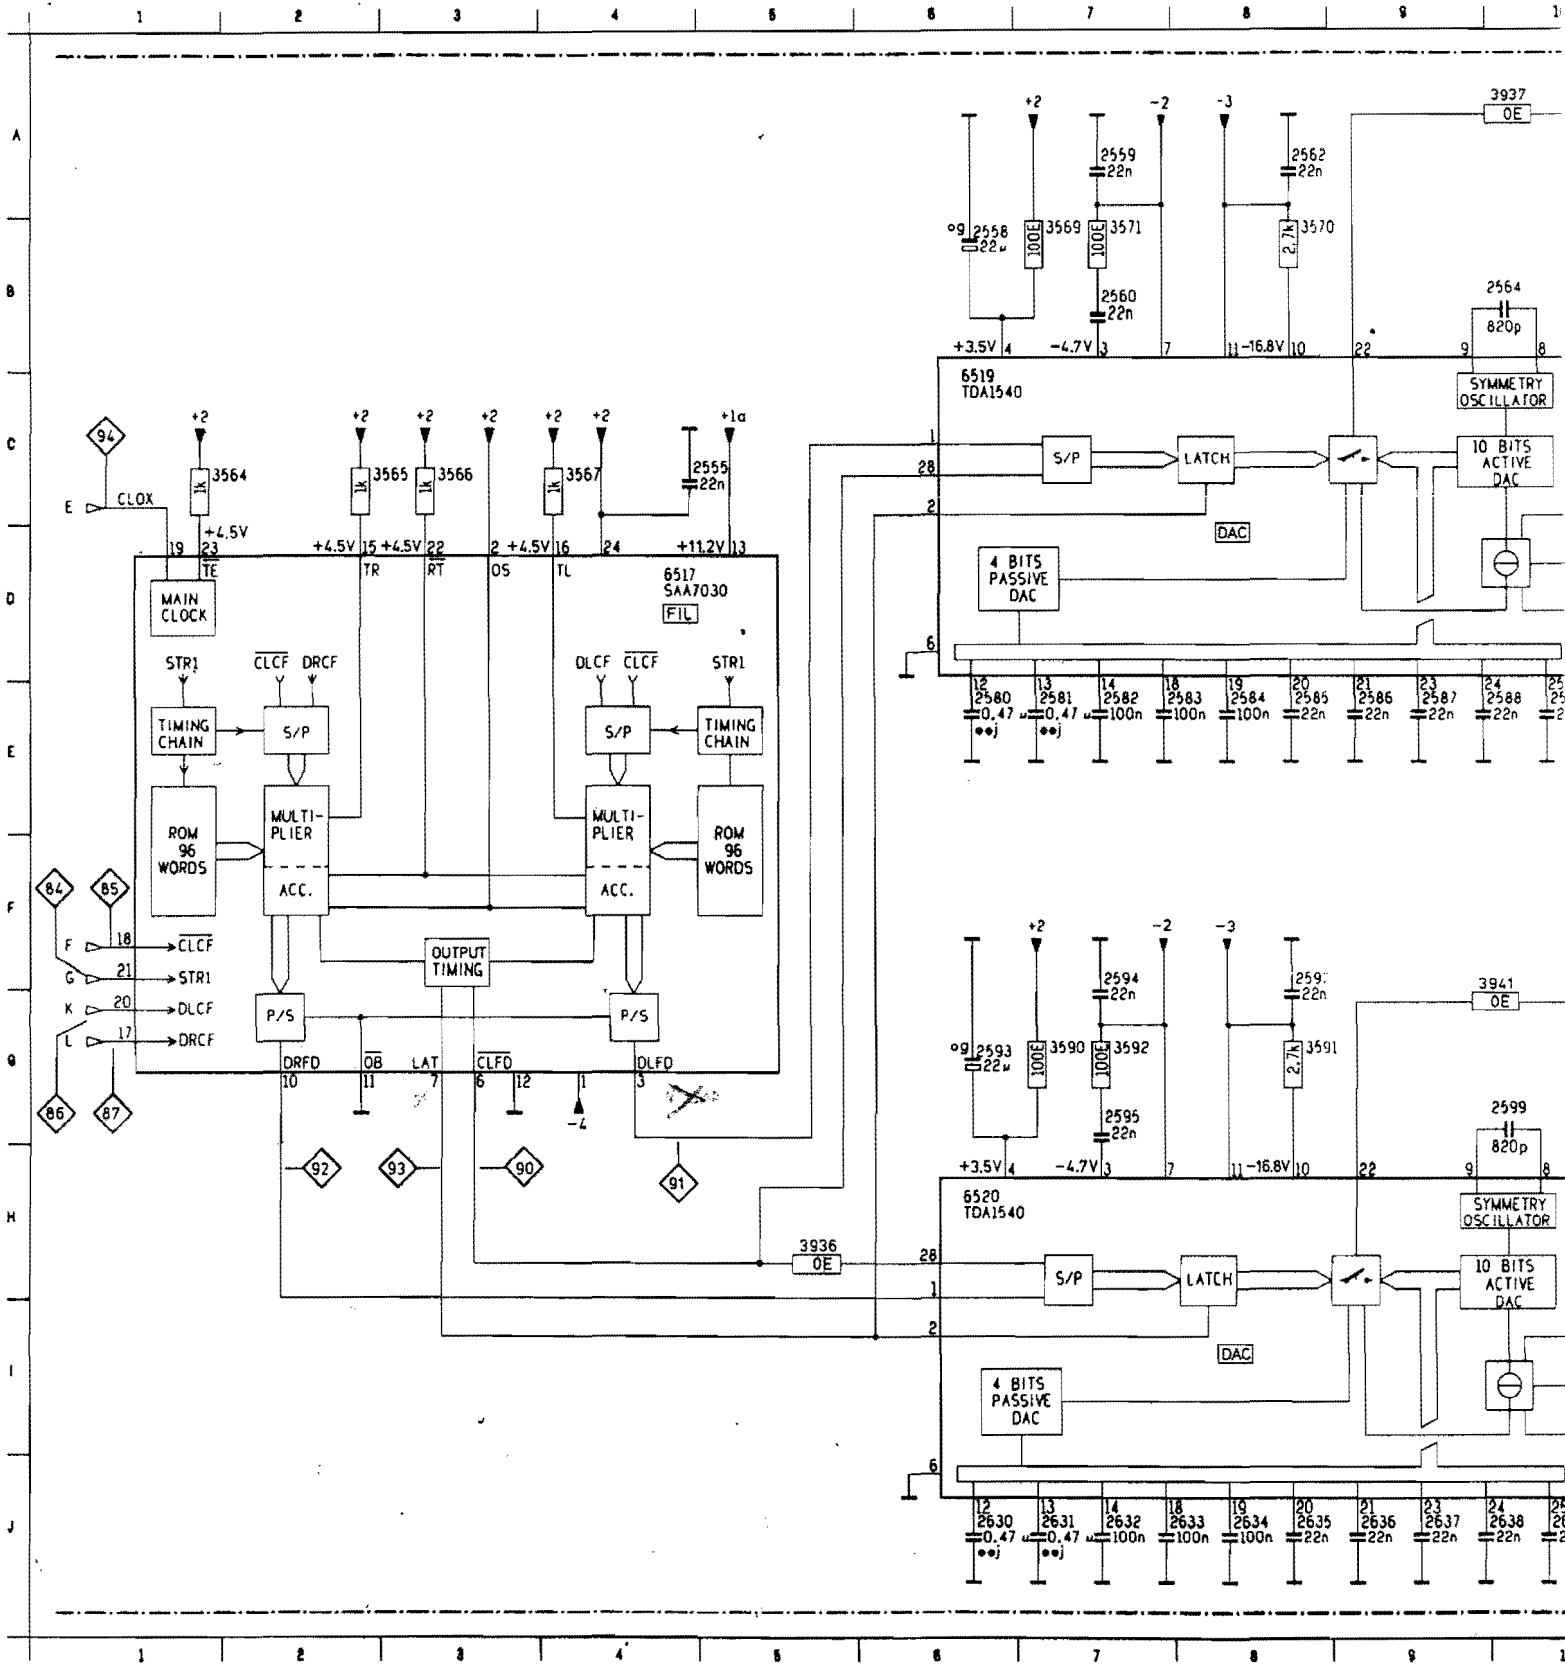 1 2 3 4 5 6 7 8 9
A
B
C
D
E
F
G
H
I
J
3937
0E
+2 -2 -3
2559
22n
2562
22n
2558
22µ
100E 3569
100E 3571
2,7k 3570
2560
22n
2564
820p
+3.5V 4 -4.7V 3 7 11 -16.8V 10 22 9 8
6519
TDA1540
SYMMETRY
OSCILLATOR
1
28
2
S/P
LATCH
10 BITS
ACTIVE
DAC
DAC
4 BITS
PASSIVE
DAC
6
12 13 14 18 19 20 21 23 24
2580 2581 2582 2583 2584 2585 2586 2587 2588
0,47 µ 0,47 µ 100n 100n 100n 22n 22n 22n 22n
●●j ●●j
94
+2 +2 +2 +2 +2 +2 +1a
1k 3564
1k 3565
1k 3566
1k 3567
2555
22n
E CLOX
+4.5V
19 23 +4.5V 15 +4.5V 22 2 +4.5V 16 24 +11.2V 13
TE TR RT OS TL
6517
SAA7030
FIL
MAIN
CLOCK
STR1 CLCF DRCF DLCF CLCF STR1
TIMING
CHAIN
S/P
S/P
TIMING
CHAIN
ROM
96
WORDS
MULTI-
PLIER
ACC.
MULTI-
PLIER
ACC.
ROM
96
WORDS
84 85
F 18 CLCF
G 21 STR1
K 20 DLCF
L 17 DRCF
OUTPUT
TIMING
P/S
P/S
DRFD OB LAT CLFD DLFD
10 11 7 6 12 1 3
-4
86 87
92 93 90 91
3936
0E
+2 -2 -3
2594
22n
22n
3941
0E
2593
22µ
100E 3590
100E 3592
2,7k 3591
2595
22n
2599
820p
+3.5V 4 -4.7V 3 7 11 -16.8V 10 22 9 8
6520
TDA1540
SYMMETRY
OSCILLATOR
28
1
2
S/P
LATCH
10 BITS
ACTIVE
DAC
DAC
4 BITS
PASSIVE
DAC
6
12 13 14 18 19 20 21 23 24
2630 2631 2632 2633 2634 2635 2636 2637 2638
0,47 µ 0,47 µ 100n 100n 100n 22n 22n 22n 22n
●●j ●●j
1 2 3 4 5 6 7 8 9